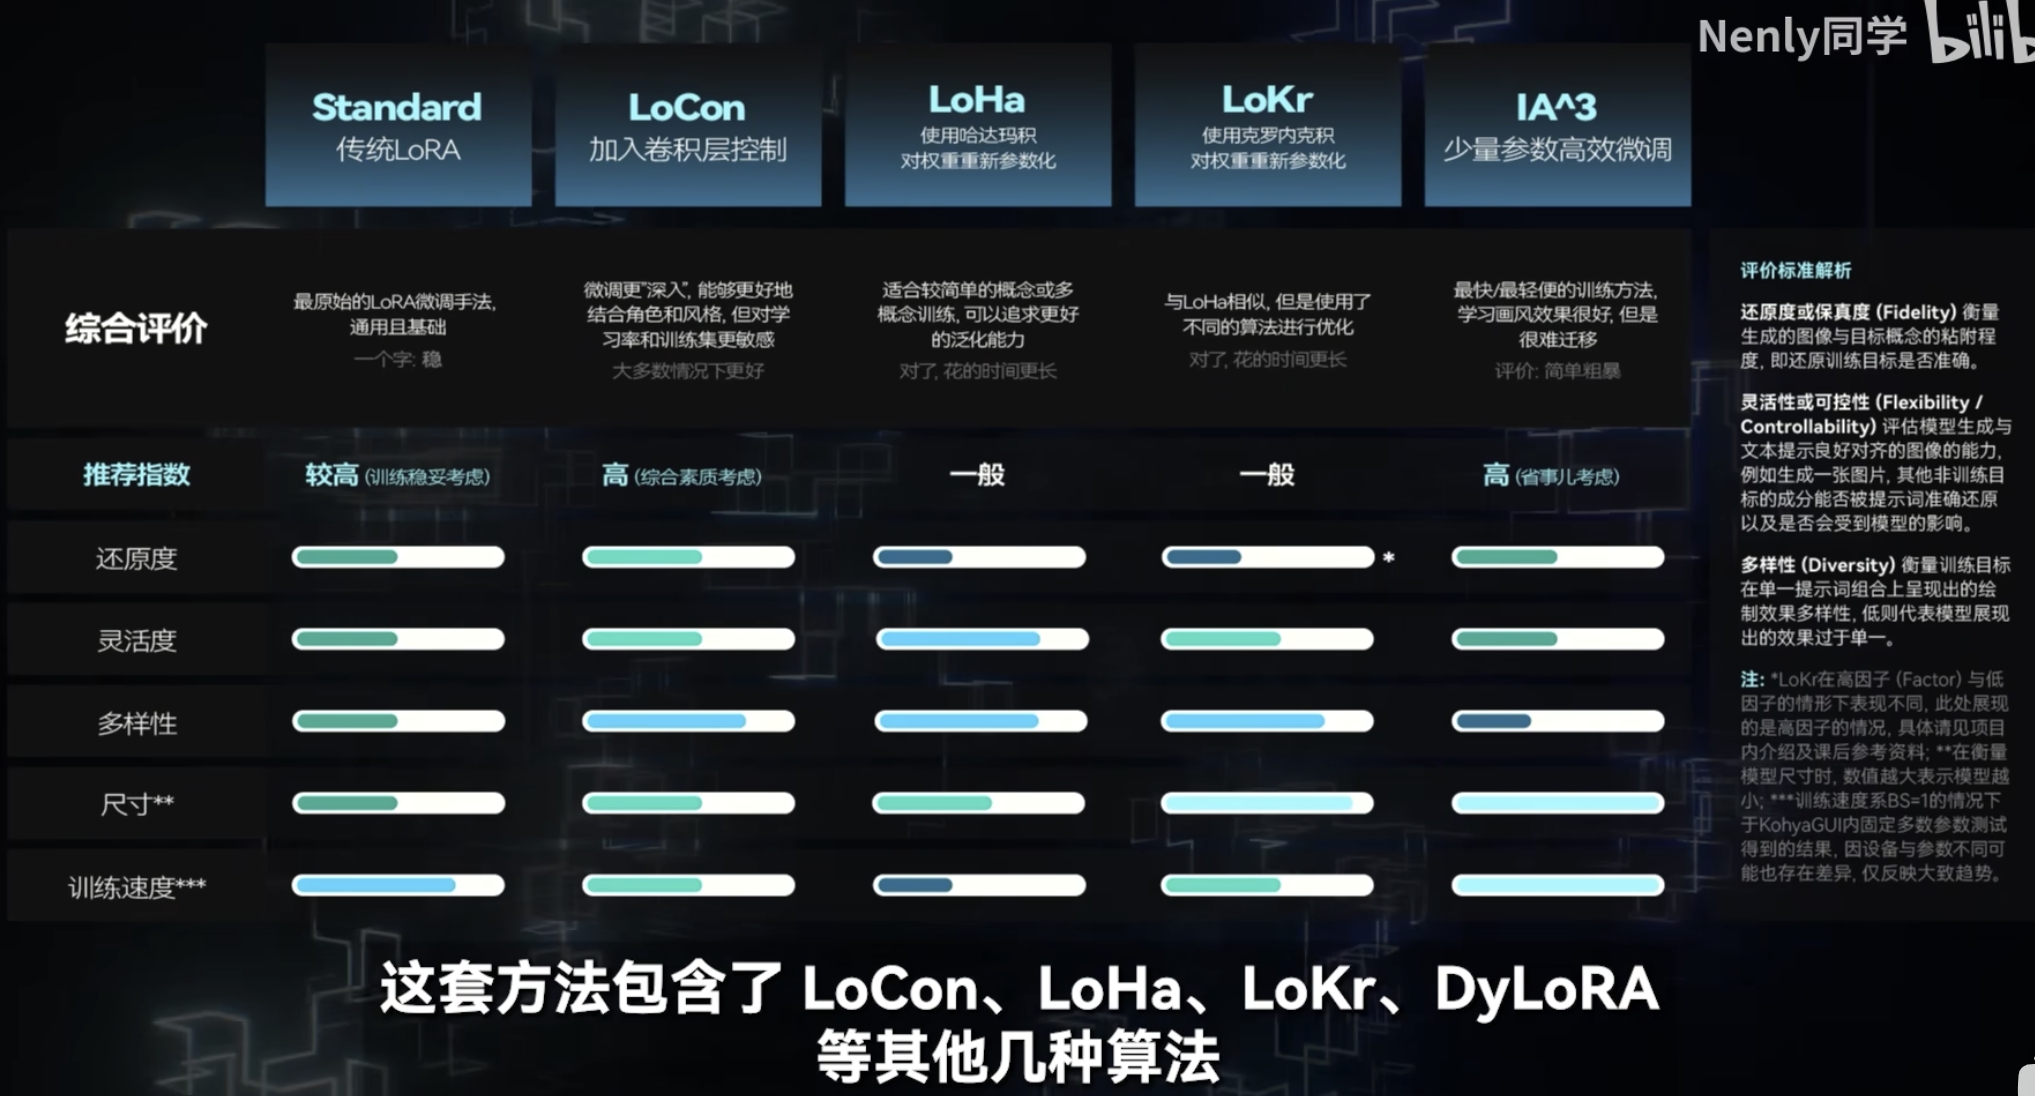 Nenly同学 bilib
Standard
传统LoRA
LoCon
加入卷积层控制
LoHa
使用哈达玛积
对权重重新参数化
LoKr
使用克罗内克积
对权重重新参数化
IA^3
少量参数高效微调
综合评价
最原始的LoRA微调手法,
通用且基础
一个字: 稳
微调更"深入", 能够更好地
结合角色和风格, 但对学
习率和训练集更敏感
大多数情况下更好
适合较简单的概念或多
概念训练, 可以追求更好
的泛化能力
对了, 花的时间更长
与LoHa相似, 但是使用了
不同的算法进行优化
对了, 花的时间更长
最快/最轻便的训练方法,
学习画风效果很好, 但是
很难迁移
评价: 简单粗暴
推荐指数
较高 (训练稳妥考虑)
高 (综合素质考虑)
一般
一般
高 (省事儿考虑)
还原度
*
灵活度
多样性
尺寸**
训练速度***
评价标准解析
还原度或保真度 (Fidelity) 衡量
生成的图像与目标概念的粘附程
度, 即还原训练目标是否准确。
灵活性或可控性 (Flexibility /
Controllability) 评估模型生成与
文本提示良好对齐的图像的能力,
例如生成一张图片, 其他非训练目
标的成分能否被提示词准确还原
以及是否会受到模型的影响。
多样性 (Diversity) 衡量训练目标
在单一提示词组合上呈现出的绘
制效果多样性, 低则代表模型展现
出的效果过于单一。
注: *LoKr在高因子 (Factor) 与低
因子的情形下表现不同, 此处展现
的是高因子的情况, 具体请见项目
内介绍及课后参考资料; **在衡量
模型尺寸时, 数值越大表示模型越
小; ***训练速度系BS=1的情况下
于KohyaGUI内固定多数参数测试
得到的结果, 因设备与参数不同可
能也存在差异, 仅反映大致趋势。
这套方法包含了 LoCon、LoHa、LoKr、DyLoRA
等其他几种算法